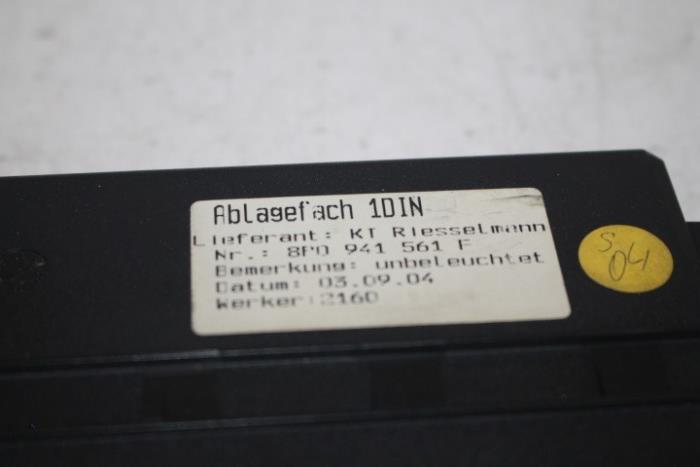 Ablagefach 1DIN
Lieferant: KT Riesselmann
Nr.: 8P0 941 561 F
Bemerkung: unbeleuchtet
Datum: 03.09.04
Werker:2160
S
04